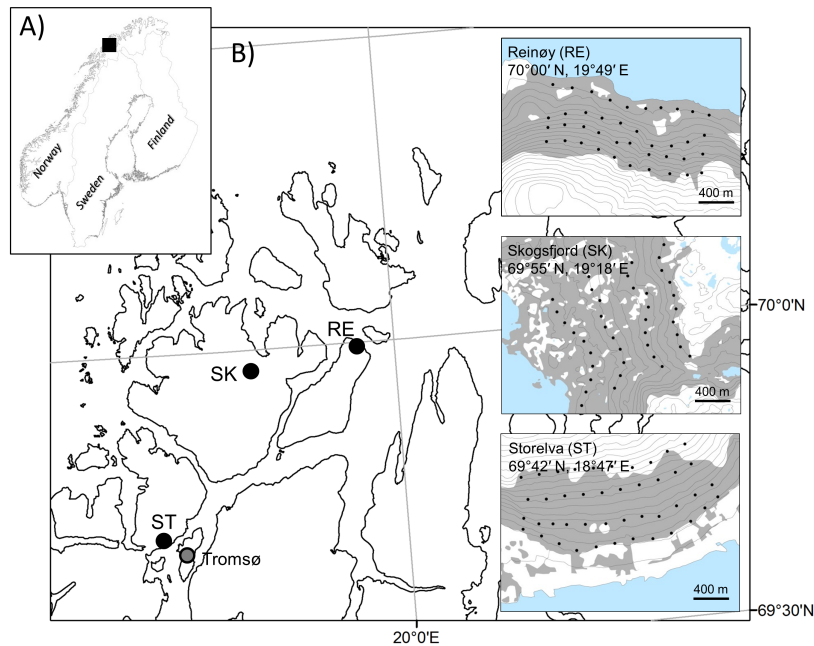 A)
Norway
Sweden
Finland
B)
Reinøy (RE)
70°00′ N, 19°49′ E
400 m
Skogsfjord (SK)
69°55′ N, 19°18′ E
400 m
Storelva (ST)
69°42′ N, 18°47′ E
400 m
RE
SK
ST
Tromsø
70°0'N
69°30'N
20°0'E